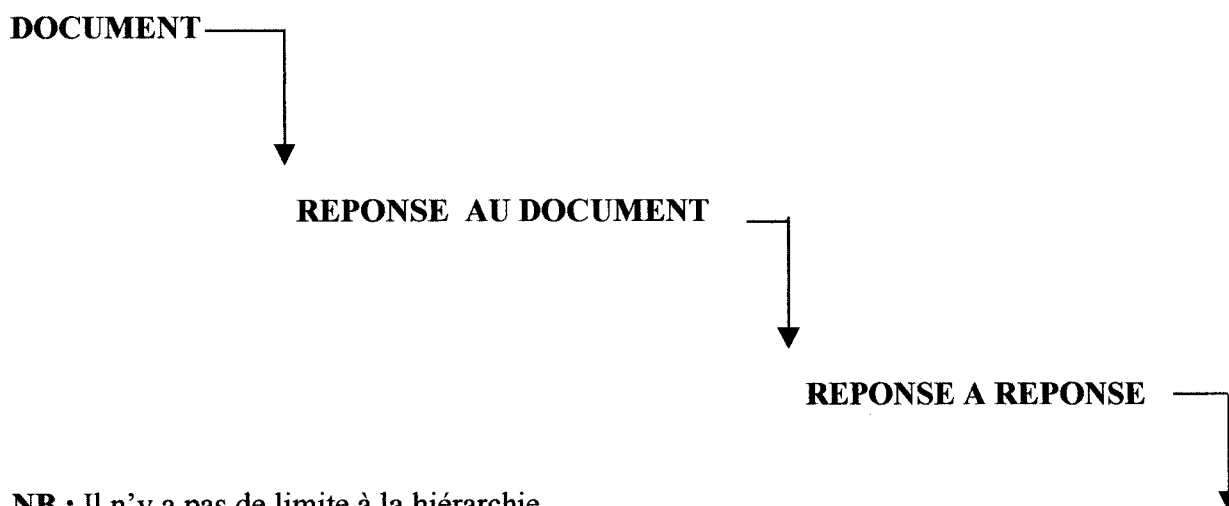 DOCUMENT
REPONSE AU DOCUMENT
REPONSE A REPONSE
NB : Il n'y a pas de limite à la hiérarchie